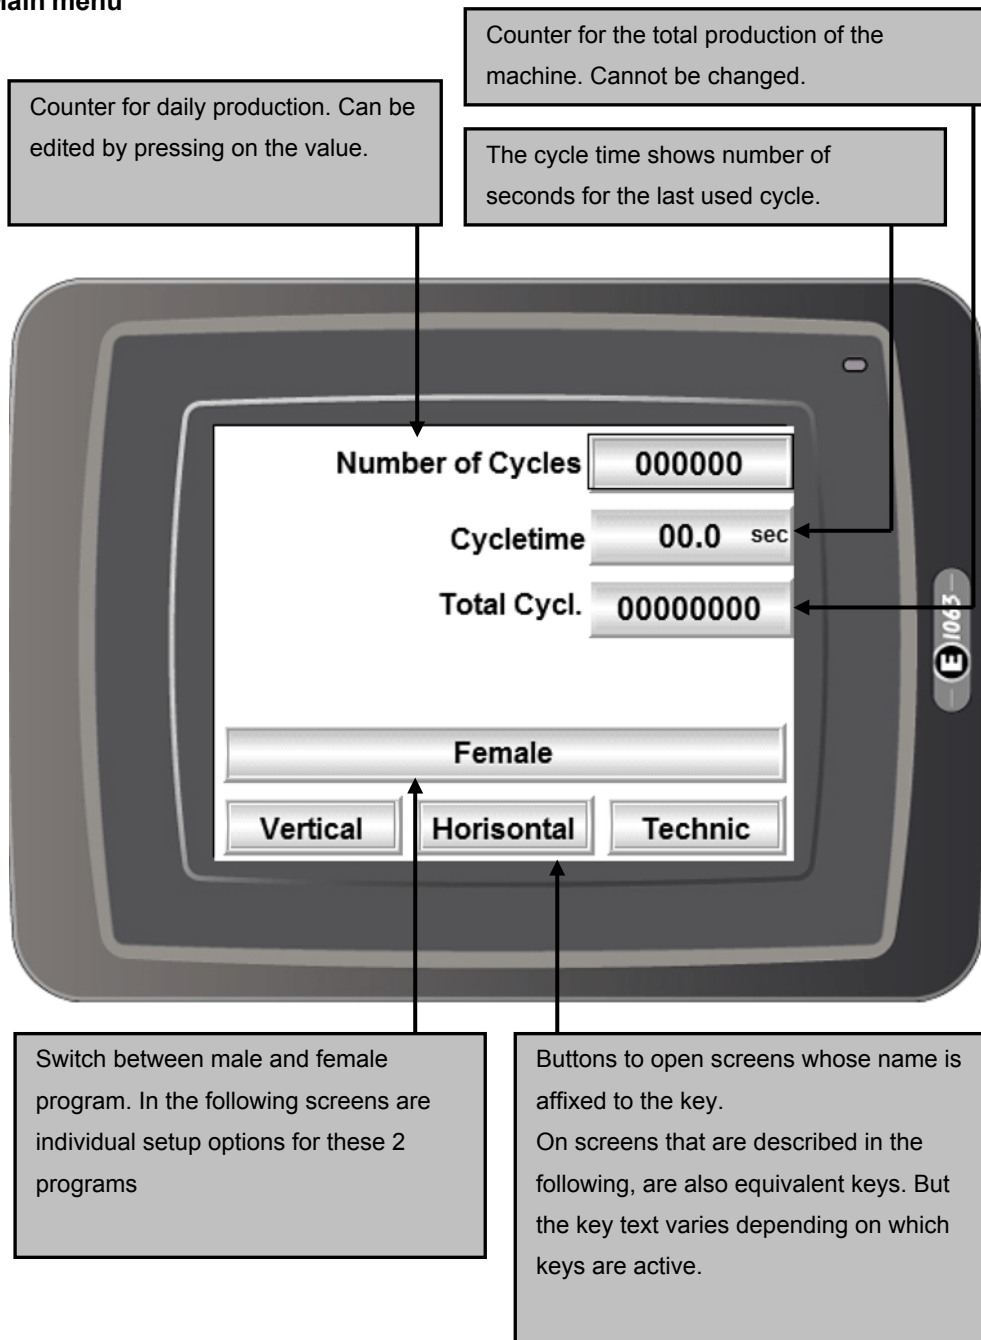 Main menu
Counter for the total production of the
machine. Cannot be changed.
Counter for daily production. Can be
edited by pressing on the value.
The cycle time shows number of
seconds for the last used cycle.
Number of Cycles 000000
Cycletime 00.0 sec
Total Cycl. 00000000
E1063
Female
Vertical Horisontal Technic
Switch between male and female
program. In the following screens are
individual setup options for these 2
programs
Buttons to open screens whose name is
affixed to the key.
On screens that are described in the
following, are also equivalent keys. But
the key text varies depending on which
keys are active.